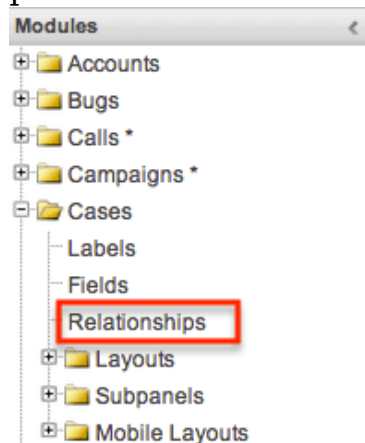 Modules <
Accounts
Bugs
Calls *
Campaigns *
Cases
Labels
Fields
Relationships
Layouts
Subpanels
Mobile Layouts